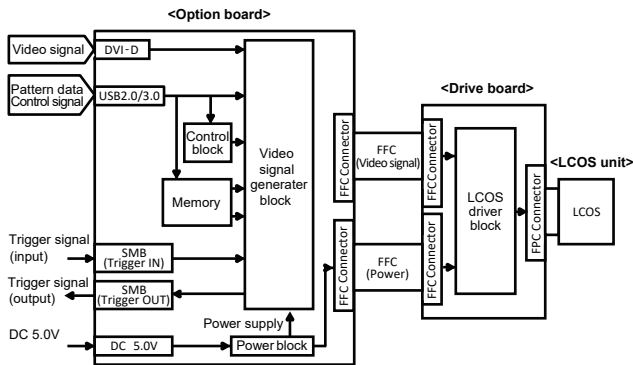 <Option board>
Video signal
DVI-D
Pattern data
Control signal
USB2.0/3.0
Control
block
Memory
Video
signal
generater
block
Trigger signal
(input)
SMB
(Trigger IN)
Trigger signal
(output)
SMB
(Trigger OUT)
DC 5.0V
DC 5.0V
Power supply
Power block
FFC Connector
FFC Connector
FFC
(Video signal)
FFC
(Power)
<Drive board>
FFC Connector
FFC Connector
LCOS
driver
block
FPC Connector
<LCOS unit>
LCOS